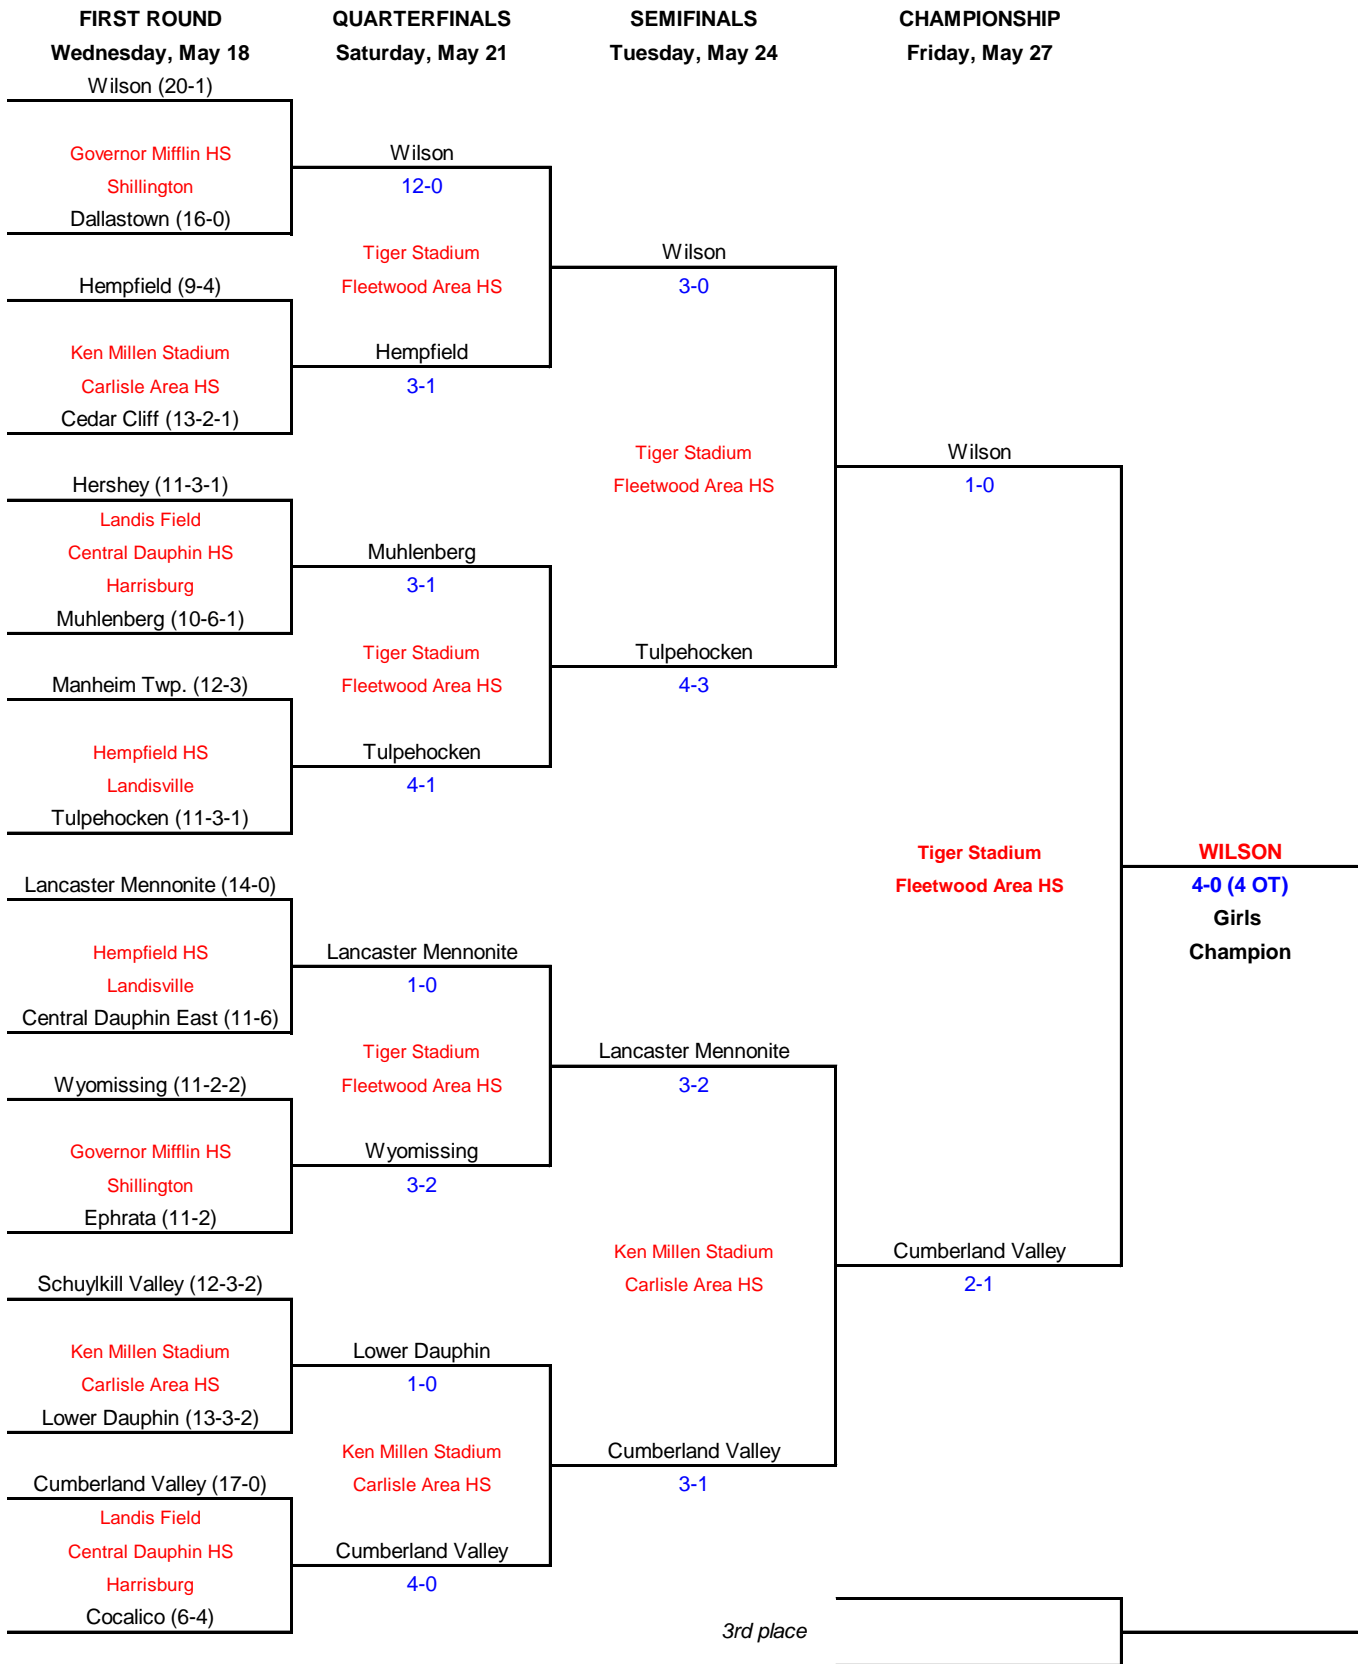 FIRST ROUND
Wednesday, May 18
QUARTERFINALS
Saturday, May 21
SEMIFINALS
Tuesday, May 24
CHAMPIONSHIP
Friday, May 27
Wilson (20-1)
Governor Mifflin HS
Shillington
Dallastown (16-0)
Hempfield (9-4)
Ken Millen Stadium
Carlisle Area HS
Cedar Cliff (13-2-1)
Hershey (11-3-1)
Landis Field
Central Dauphin HS
Harrisburg
Muhlenberg (10-6-1)
Manheim Twp. (12-3)
Hempfield HS
Landisville
Tulpehocken (11-3-1)
Lancaster Mennonite (14-0)
Hempfield HS
Landisville
Central Dauphin East (11-6)
Wyomissing (11-2-2)
Governor Mifflin HS
Shillington
Ephrata (11-2)
Schuylkill Valley (12-3-2)
Ken Millen Stadium
Carlisle Area HS
Lower Dauphin (13-3-2)
Cumberland Valley (17-0)
Landis Field
Central Dauphin HS
Harrisburg
Cocalico (6-4)
Wilson
12-0
Tiger Stadium
Fleetwood Area HS
Hempfield
3-1
Muhlenberg
3-1
Tiger Stadium
Fleetwood Area HS
Tulpehocken
4-1
Lancaster Mennonite
1-0
Tiger Stadium
Fleetwood Area HS
Wyomissing
3-2
Lower Dauphin
1-0
Ken Millen Stadium
Carlisle Area HS
Cumberland Valley
4-0
Wilson
3-0
Tiger Stadium
Fleetwood Area HS
Tulpehocken
4-3
Lancaster Mennonite
3-2
Ken Millen Stadium
Carlisle Area HS
Cumberland Valley
3-1
Wilson
1-0
Tiger Stadium
Fleetwood Area HS
Cumberland Valley
2-1
WILSON
4-0 (4 OT)
Girls
Champion
3rd place